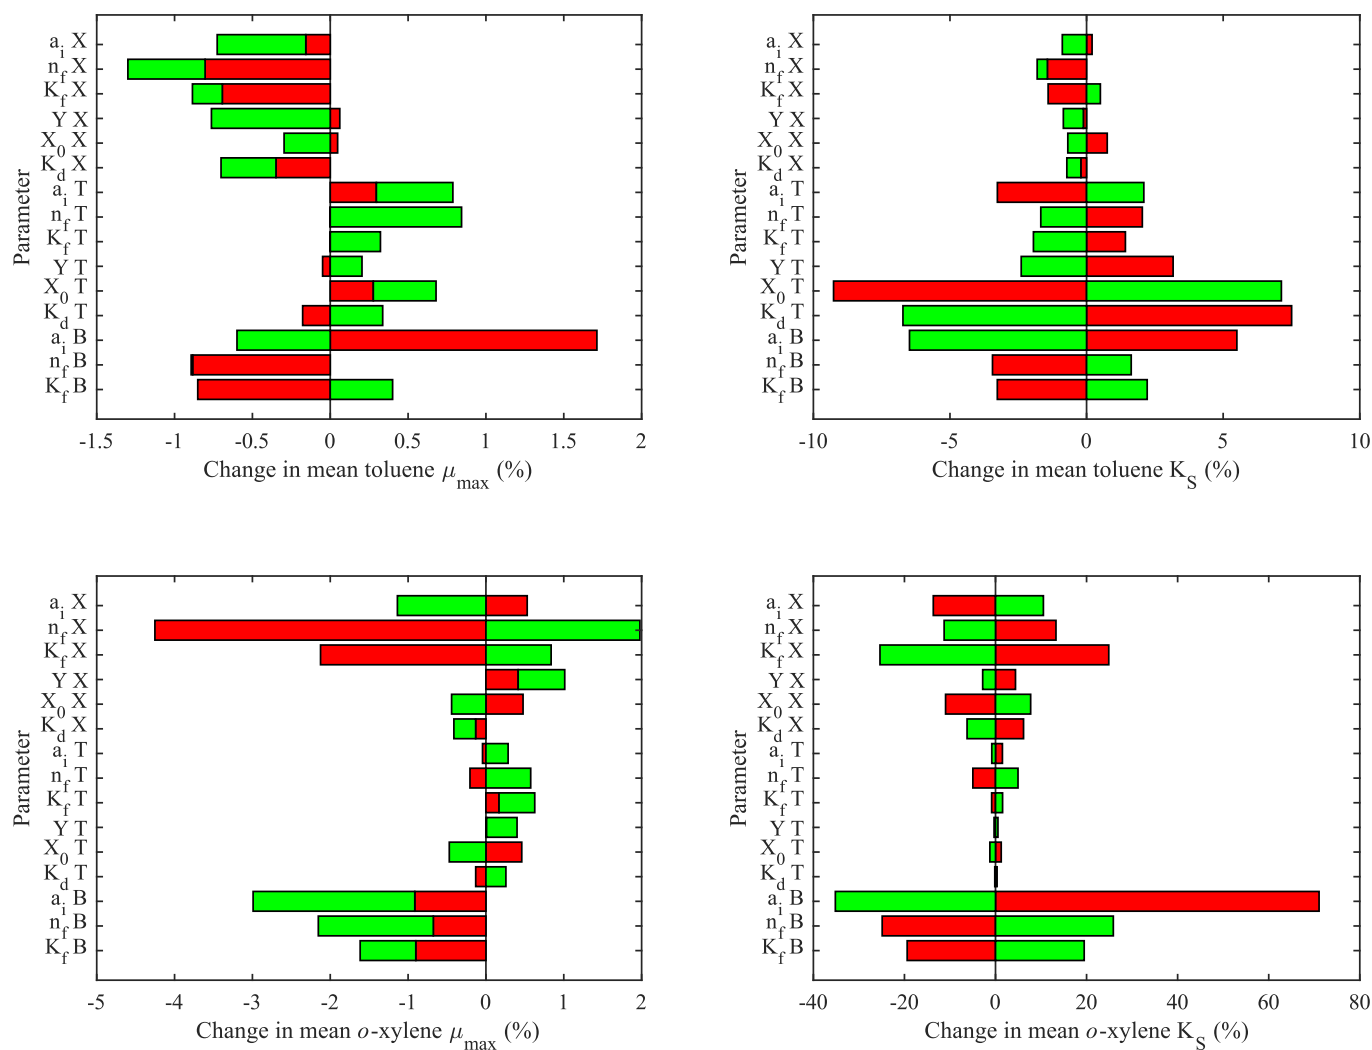 Parameter
a_i X
n_f X
K_f X
Y X
X_0 X
K_d X
a_i T
n_f T
K_f T
Y T
X_0 T
K_d T
a_i B
n_f B
K_f B
-1.5 -1 -0.5 0 0.5 1 1.5 2
Change in mean toluene μ_max (%)
Parameter
a_i X
n_f X
K_f X
Y X
X_0 X
K_d X
a_i T
n_f T
K_f T
Y T
X_0 T
K_d T
a_i B
n_f B
K_f B
-10 -5 0 5 10
Change in mean toluene K_S (%)
Parameter
a_i X
n_f X
K_f X
Y X
X_0 X
K_d X
a_i T
n_f T
K_f T
Y T
X_0 T
K_d T
a_i B
n_f B
K_f B
-5 -4 -3 -2 -1 0 1 2
Change in mean o-xylene μ_max (%)
Parameter
a_i X
n_f X
K_f X
Y X
X_0 X
K_d X
a_i T
n_f T
K_f T
Y T
X_0 T
K_d T
a_i B
n_f B
K_f B
-40 -20 0 20 40 60 80
Change in mean o-xylene K_S (%)